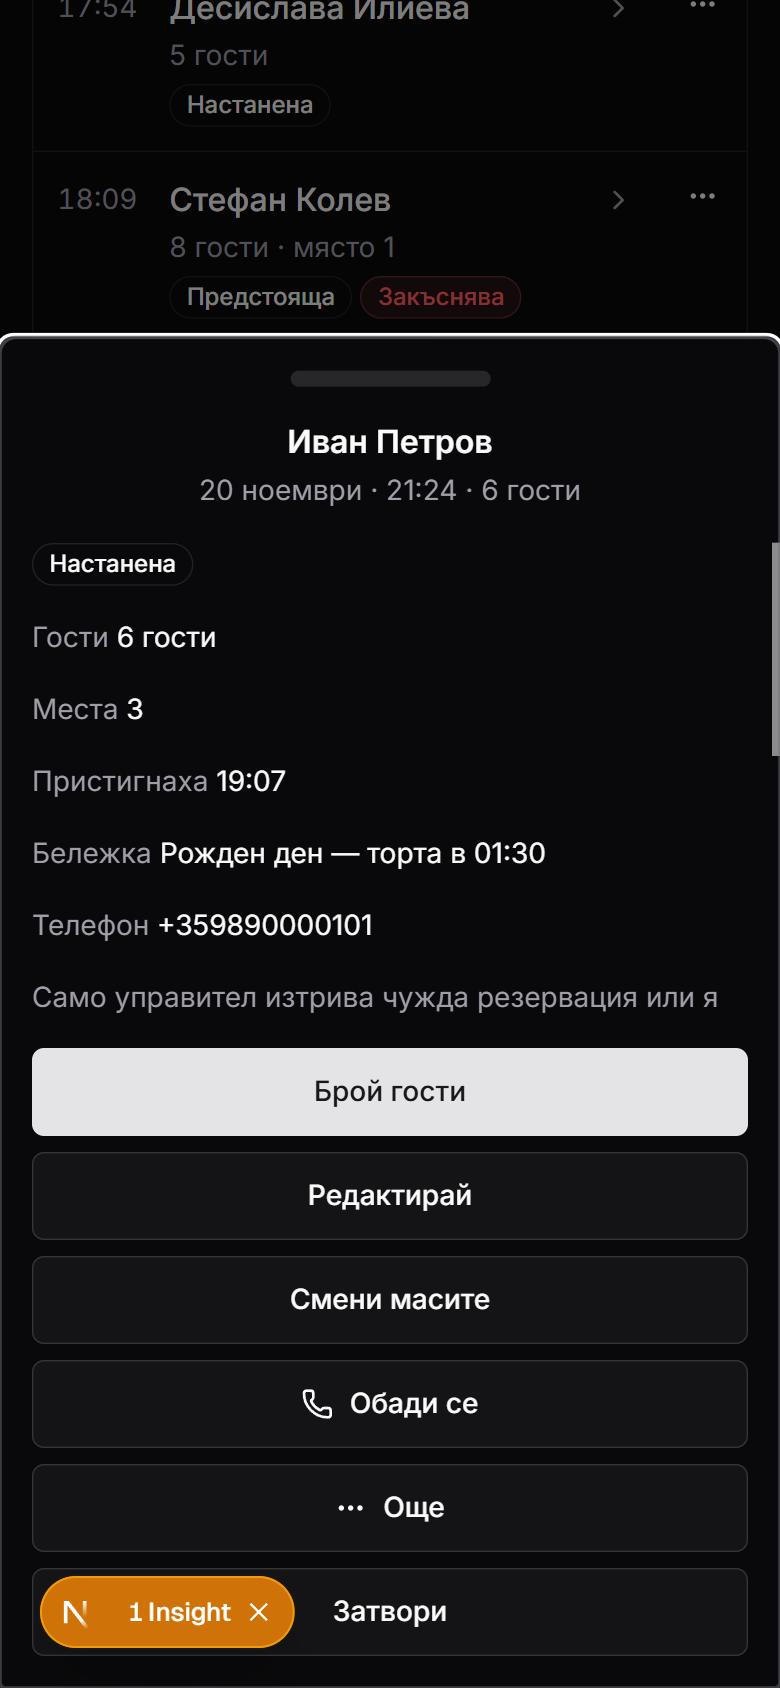 17:54 Десислава Илиева
5 гости
Настанена
18:09 Стефан Колев
8 гости · място 1
Предстояща Закъснява
Иван Петров
20 ноември · 21:24 · 6 гости
Настанена
Гости 6 гости
Места 3
Пристигнаха 19:07
Бележка Рожден ден — торта в 01:30
Телефон +359890000101
Само управител изтрива чужда резервация или я
Брой гости
Редактирай
Смени масите
Обади се
Още
N 1 Insight Затвори